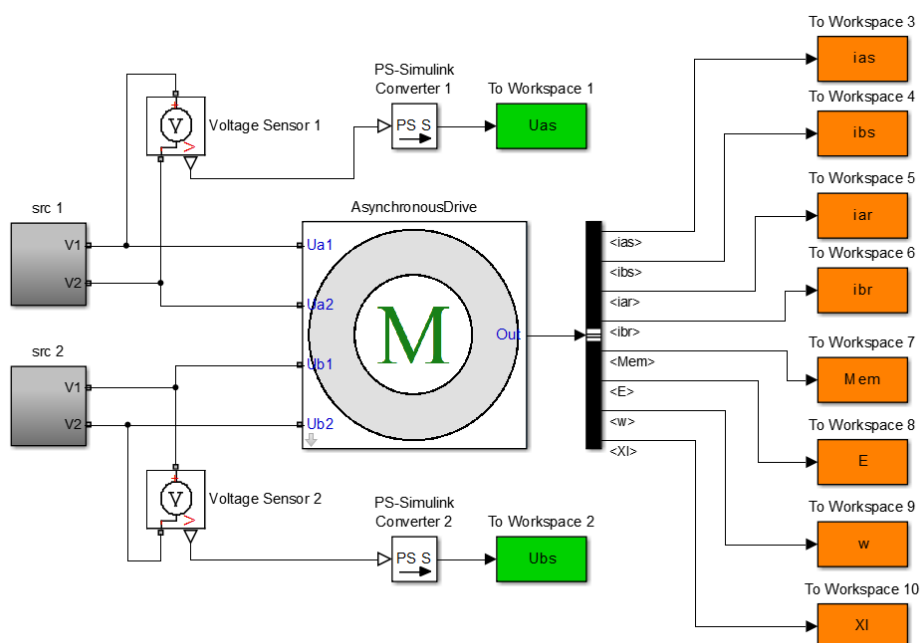 To Workspace 3
ias
PS-Simulink
Converter 1
To Workspace 1
To Workspace 4
+
V
Voltage Sensor 1
PS S
Uas
ibs
To Workspace 5
src 1
AsynchronousDrive
iar
V1
Ua1
<ias>
To Workspace 6
V2
<ibs>
ibr
Ua2
<iar>
M
Out
<ibr>
To Workspace 7
src 2
Ub1
<Mem>
Mem
V1
<E>
To Workspace 8
V2
Ub2
<w>
E
<XI>
+
V
Voltage Sensor 2
PS-Simulink
Converter 2
To Workspace 2
To Workspace 9
w
PS S
Ubs
To Workspace 10
XI